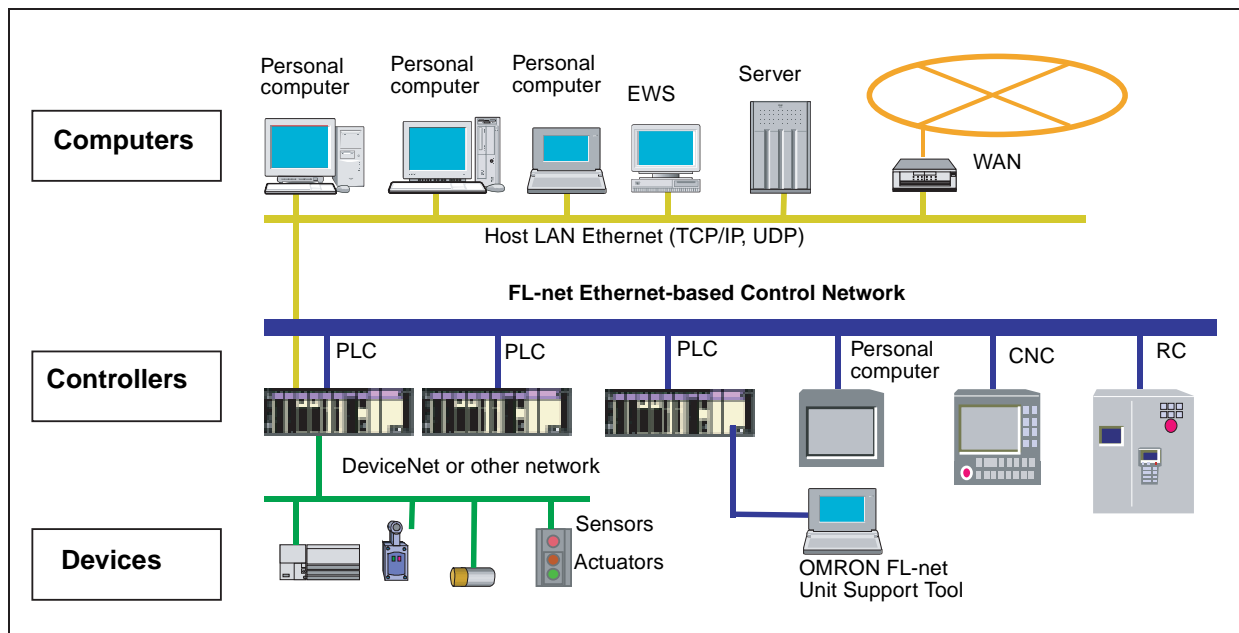 Personal
computer
Personal
computer
Personal
computer
EWS
Server
WAN
Computers
Host LAN Ethernet (TCP/IP, UDP)
FL-net Ethernet-based Control Network
PLC
PLC
PLC
Personal
computer
CNC
RC
Controllers
DeviceNet or other network
Sensors
Actuators
Devices
OMRON FL-net
Unit Support Tool